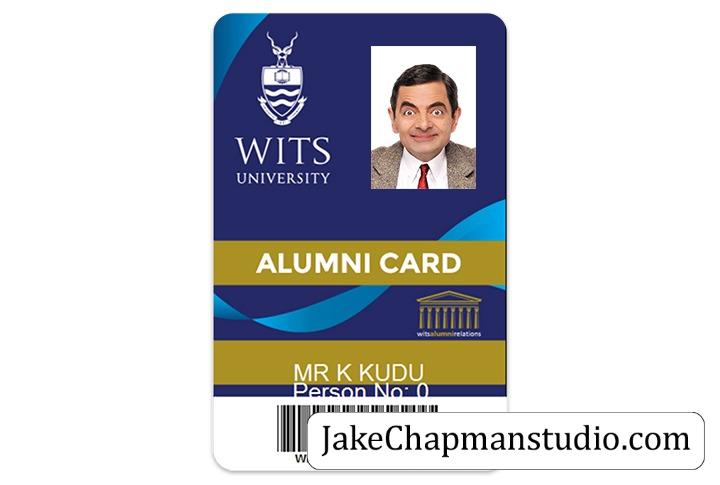 WITS
UNIVERSITY
ALUMNI CARD
witsalumnirelations
MR K KUDU
Person No: 0
JakeChapmanstudio.com